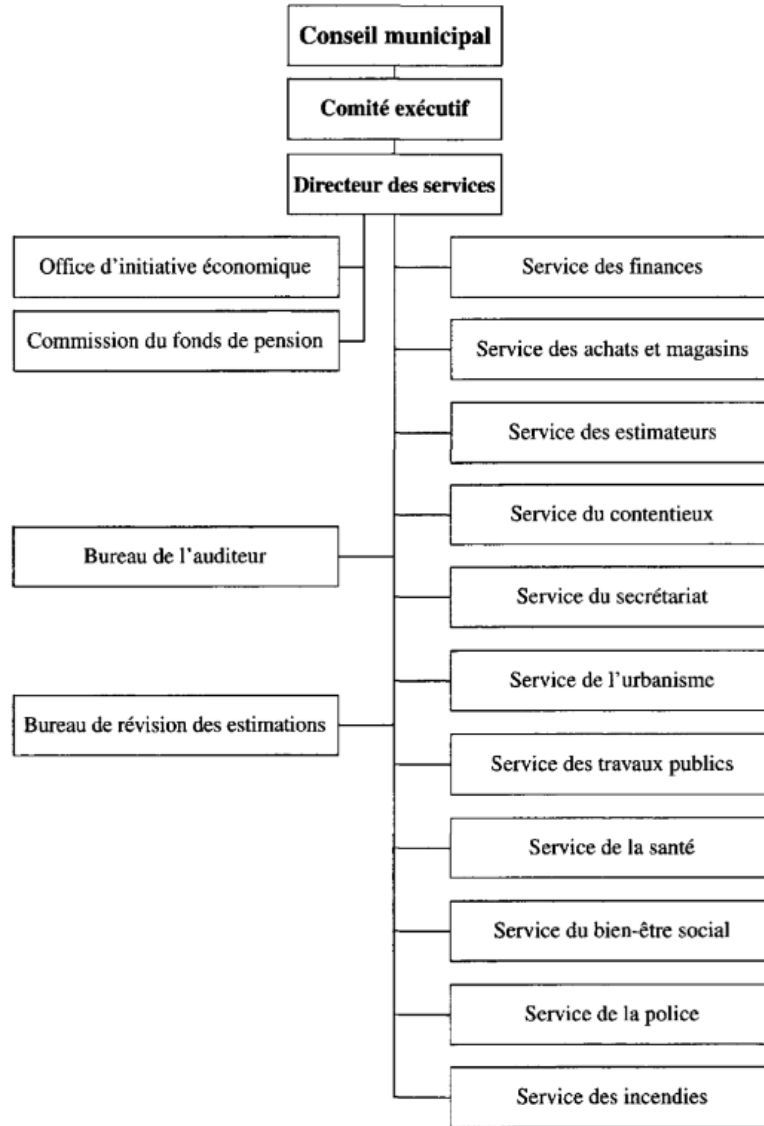 Conseil municipal
Comité exécutif
Directeur des services
Office d'initiative économique
Commission du fonds de pension
Bureau de l'auditeur
Bureau de révision des estimations
Service des finances
Service des achats et magasins
Service des estimateurs
Service du contentieux
Service du secrétariat
Service de l'urbanisme
Service des travaux publics
Service de la santé
Service du bien-être social
Service de la police
Service des incendies